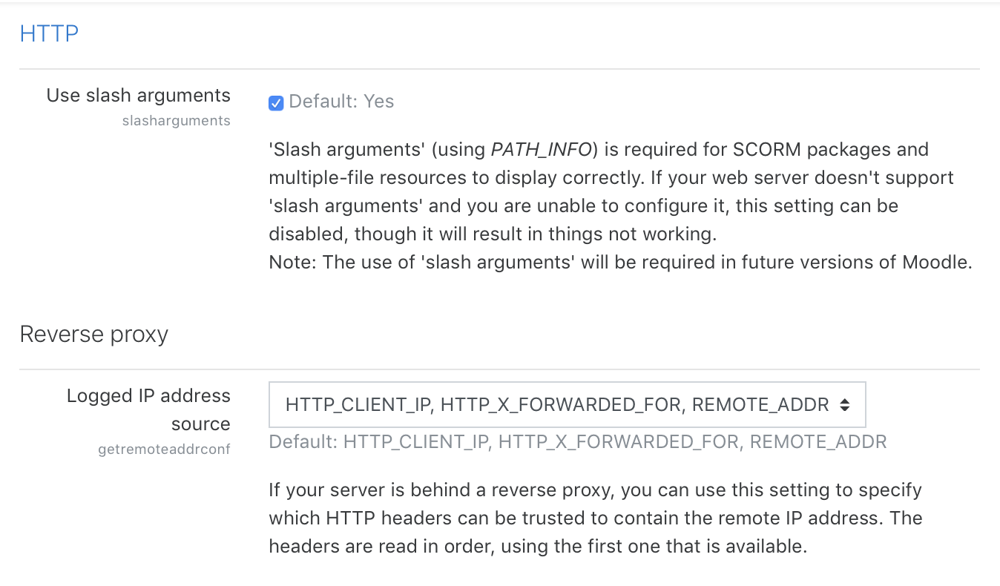 HTTP
Use slash arguments
slasharguments
Default: Yes
'Slash arguments' (using PATH_INFO) is required for SCORM packages and
multiple-file resources to display correctly. If your web server doesn't support
'slash arguments' and you are unable to configure it, this setting can be
disabled, though it will result in things not working.
Note: The use of 'slash arguments' will be required in future versions of Moodle.
Reverse proxy
Logged IP address
source
getremoteaddrconf
HTTP_CLIENT_IP, HTTP_X_FORWARDED_FOR, REMOTE_ADDR
Default: HTTP_CLIENT_IP, HTTP_X_FORWARDED_FOR, REMOTE_ADDR
If your server is behind a reverse proxy, you can use this setting to specify
which HTTP headers can be trusted to contain the remote IP address. The
headers are read in order, using the first one that is available.